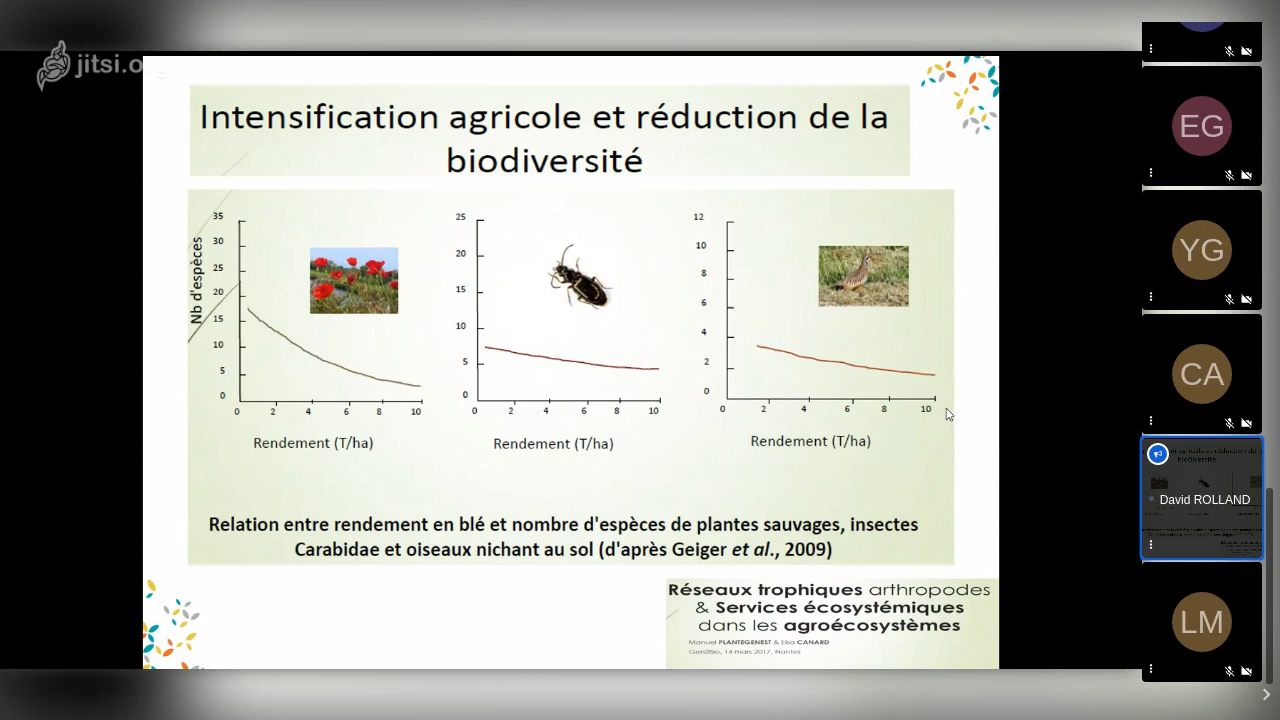 jitsi.org
Intensification agricole et réduction de la
biodiversité
Nb d'espèces
35
30
25
20
15
10
5
0
0 2 4 6 8 10
Rendement (T/ha)
25
20
15
10
5
0
0 2 4 6 8 10
Rendement (T/ha)
12
10
8
6
4
2
0
0 2 4 6 8 10
Rendement (T/ha)
Relation entre rendement en blé et nombre d'espèces de plantes sauvages, insectes
Carabidae et oiseaux nichant au sol (d'après Geiger et al., 2009)
Réseaux trophiques arthropodes
& Services écosystémiques
dans les agroécosystèmes
Manuel PLANTEGENEST & Elsa CANARD
Gen2Bio, 14 mars 2017, Nantes
EG
YG
CA
David ROLLAND
LM